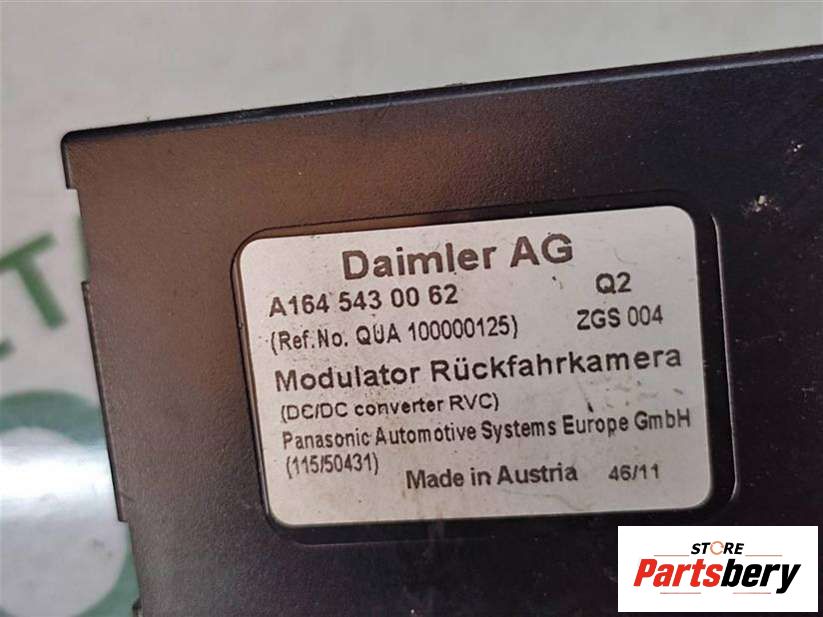 Daimler AG
A164 543 00 62 Q2
(Ref.No. QUA 100000125) ZGS 004
Modulator Rückfahrkamera
(DC/DC converter RVC)
Panasonic Automotive Systems Europe GmbH
(115/50431) Made in Austria 46/11
STORE
Partsbery